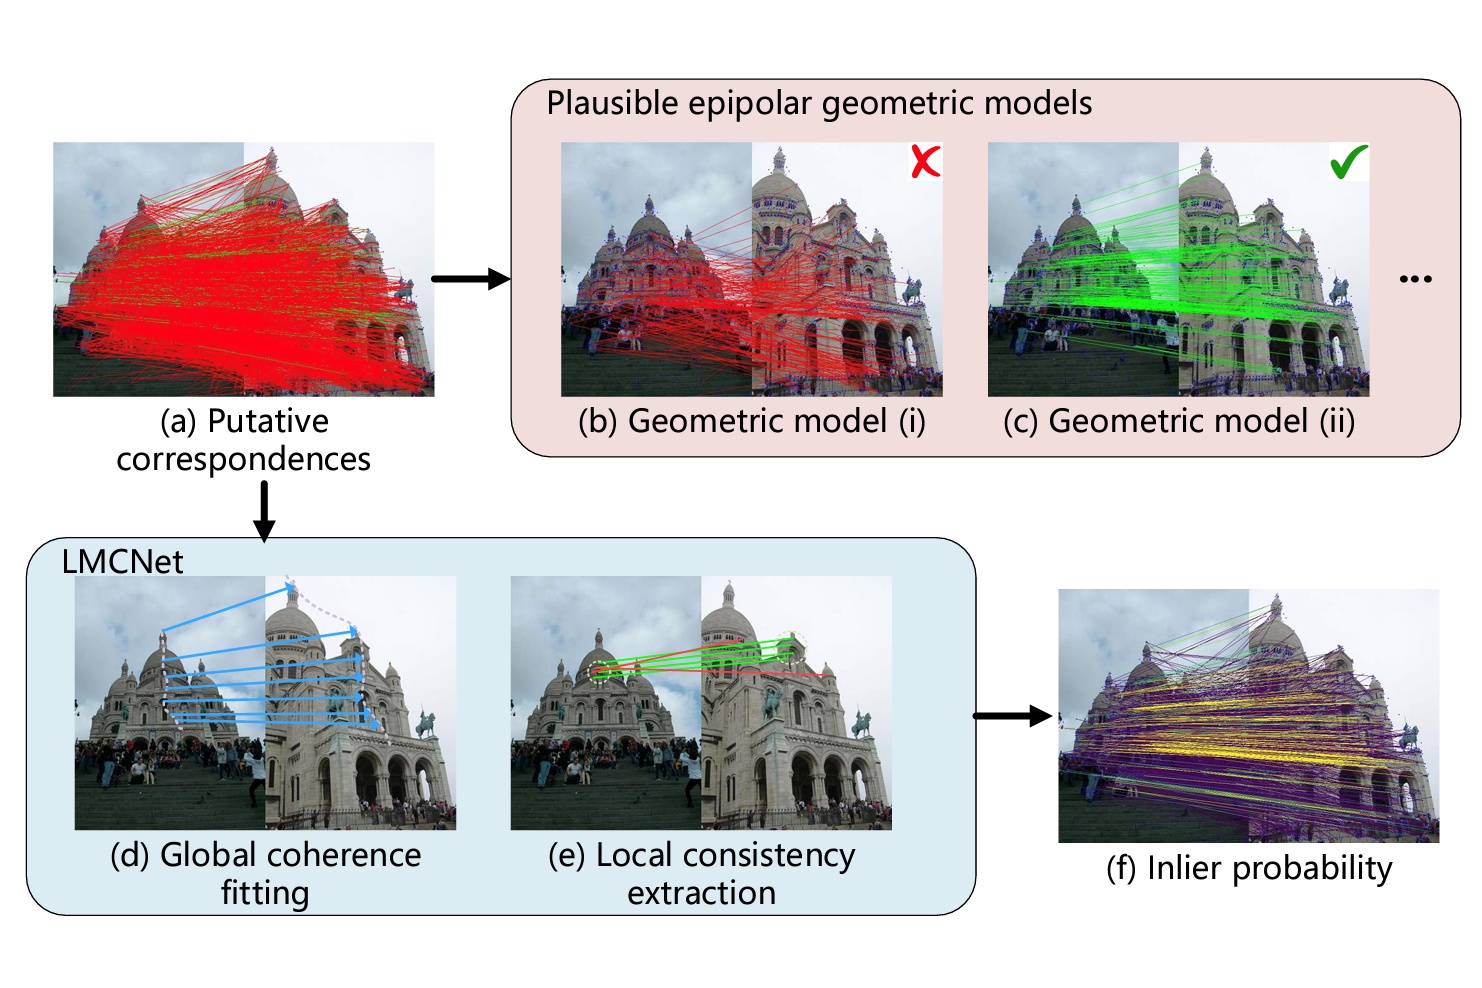 Plausible epipolar geometric models
(a) Putative
correspondences
(b) Geometric model (i)
(c) Geometric model (ii)
...
LMCNet
(d) Global coherence
fitting
(e) Local consistency
extraction
(f) Inlier probability